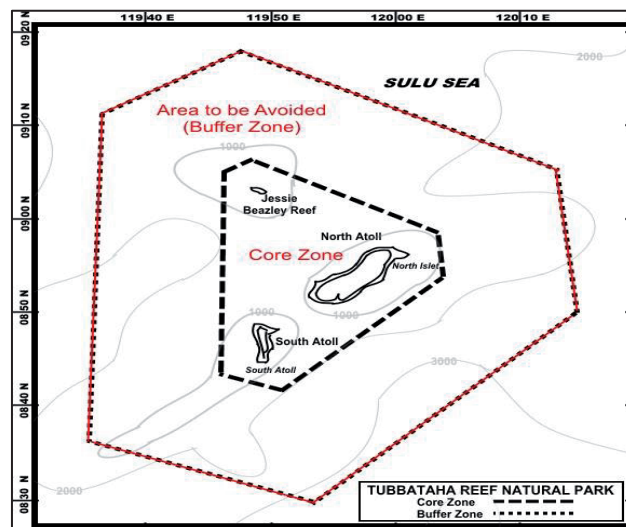 119 40 E
119 50 E
120 00 E
120 10 E
09 20 N
09 10 N
09 00 N
08 50 N
08 40 N
08 30 N
2000
SULU SEA
Area to be Avoided
(Buffer Zone)
1000
Jessie
Beazley Reef
North Atoll
Core Zone
North Islet
1000
1000
South Atoll
South Atoll
3000
2000
TUBBATAHA REEF NATURAL PARK
Core Zone
Buffer Zone